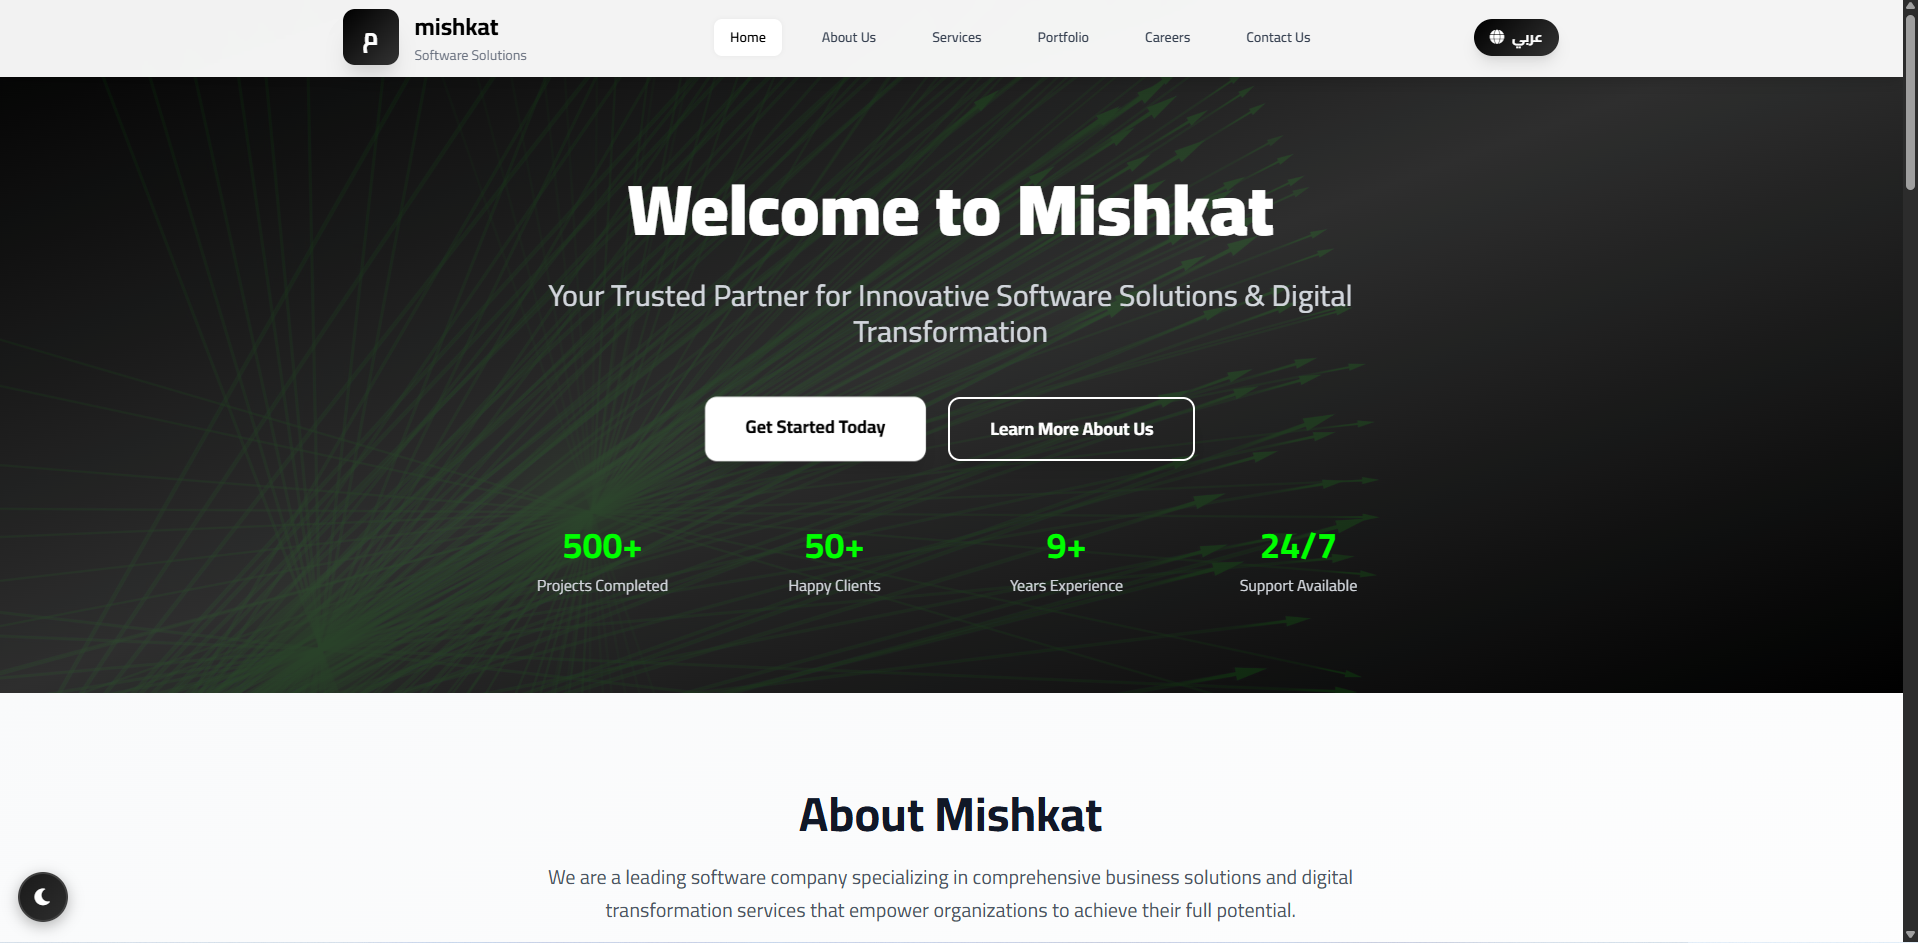 م
mishkat
Software Solutions
Home
About Us
Services
Portfolio
Careers
Contact Us
عربي
Welcome to Mishkat
Your Trusted Partner for Innovative Software Solutions & Digital
Transformation
Get Started Today
Learn More About Us
500+
Projects Completed
50+
Happy Clients
9+
Years Experience
24/7
Support Available
About Mishkat
We are a leading software company specializing in comprehensive business solutions and digital
transformation services that empower organizations to achieve their full potential.